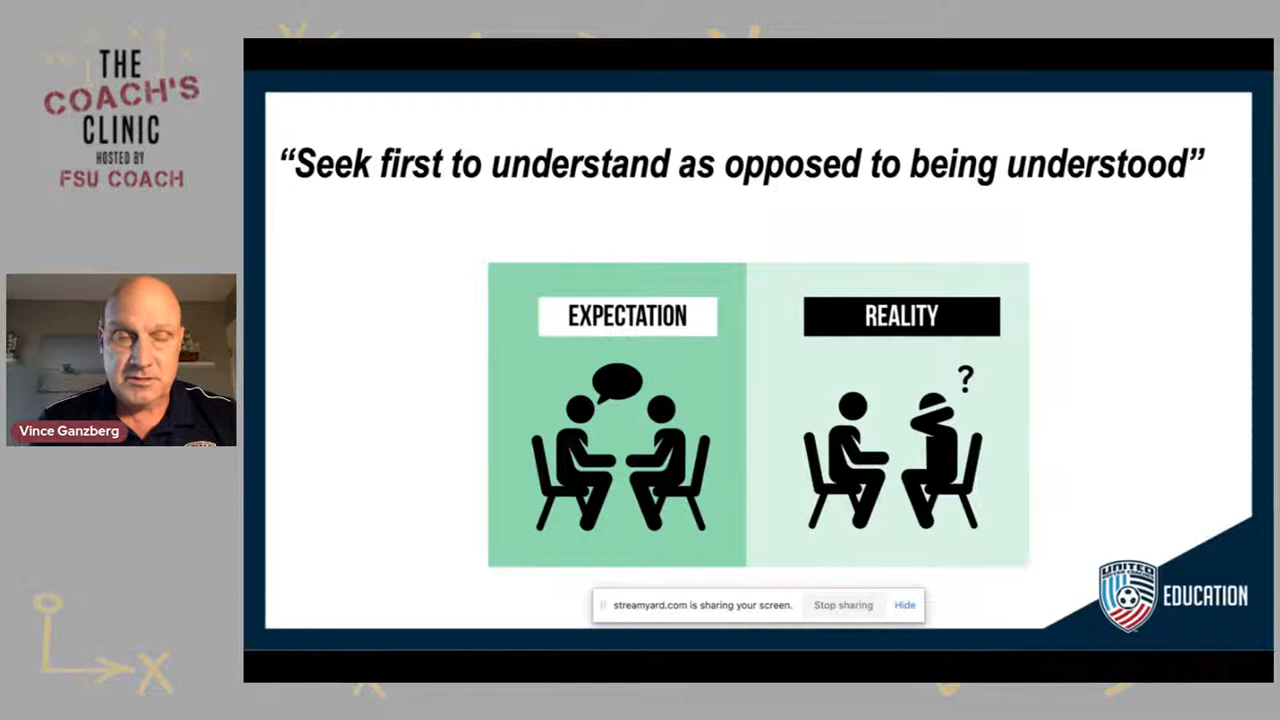 THE
COACH'S
CLINIC
HOSTED BY
FSU COACH
Vince Ganzberg
“Seek first to understand as opposed to being understood”
EXPECTATION
REALITY
?
streamyard.com is sharing your screen.
Stop sharing
Hide
UNITED
EDUCATION